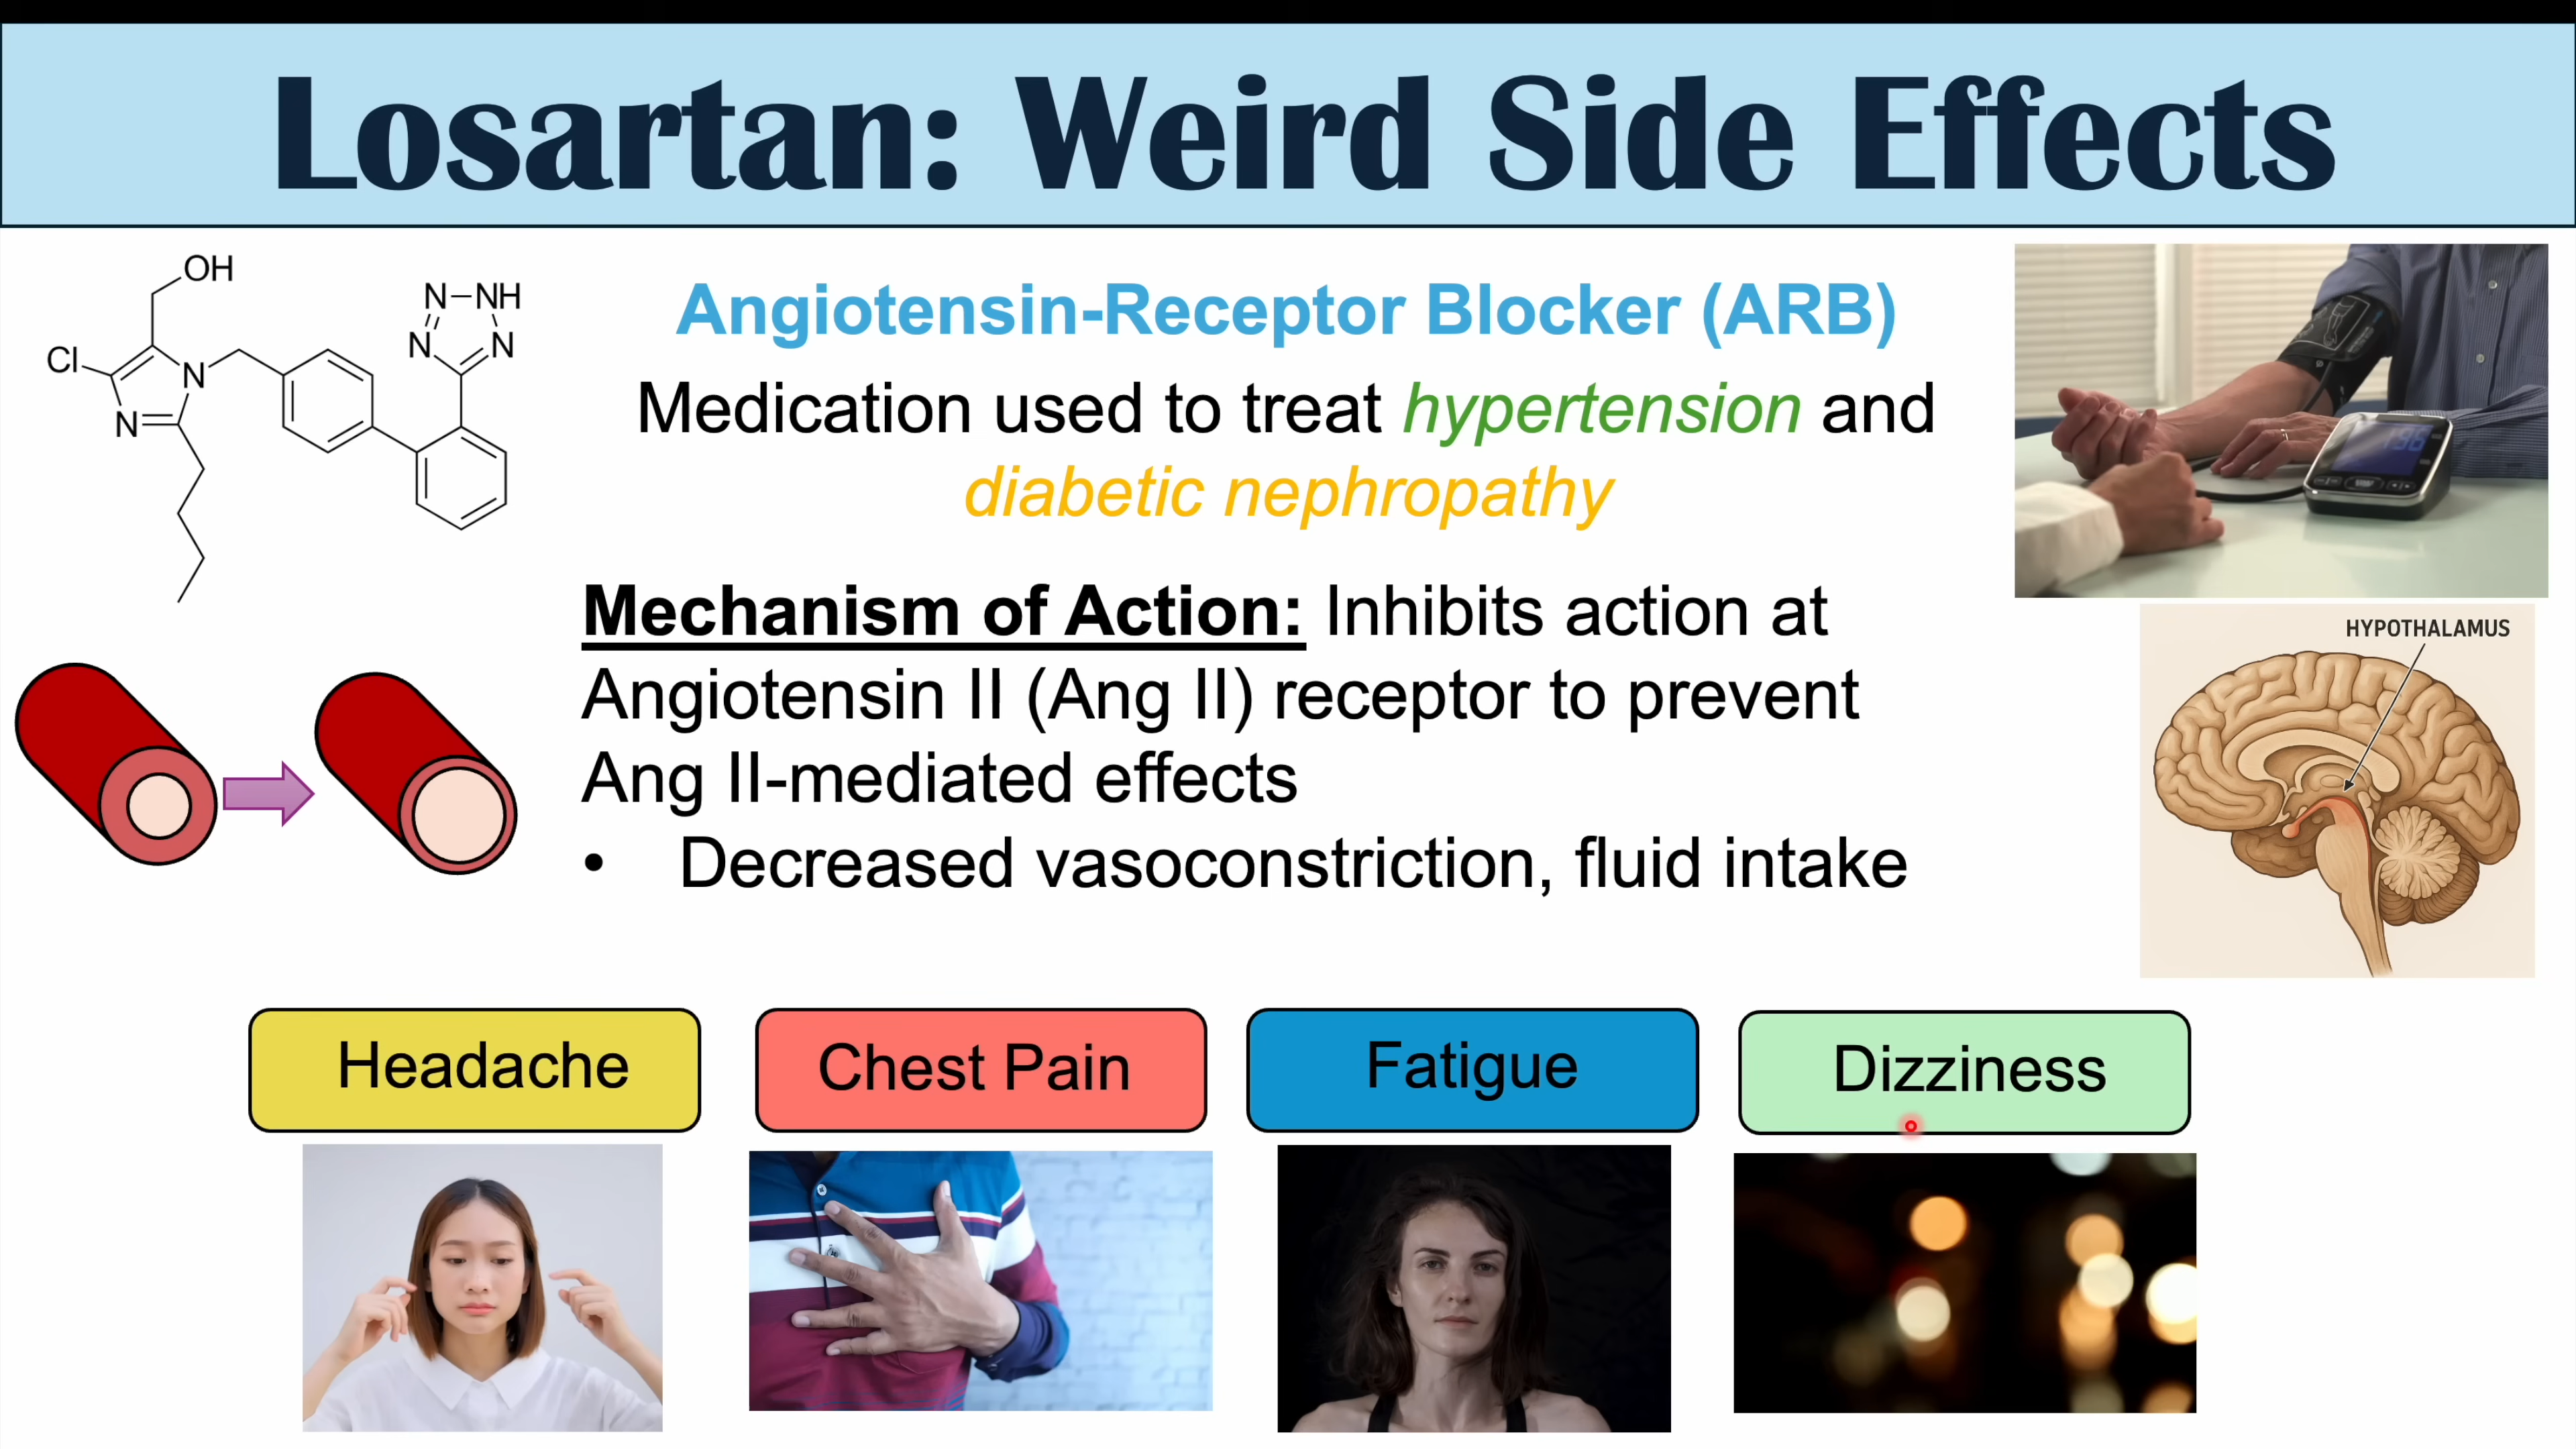 Losartan: Weird Side Effects
OH
N–NH
Cl
N
N
N
N
Angiotensin-Receptor Blocker (ARB)
Medication used to treat hypertension and
diabetic nephropathy
196
HYPOTHALAMUS
Mechanism of Action: Inhibits action at
Angiotensin II (Ang II) receptor to prevent
Ang II-mediated effects
• Decreased vasoconstriction, fluid intake
Headache
Chest Pain
Fatigue
Dizziness